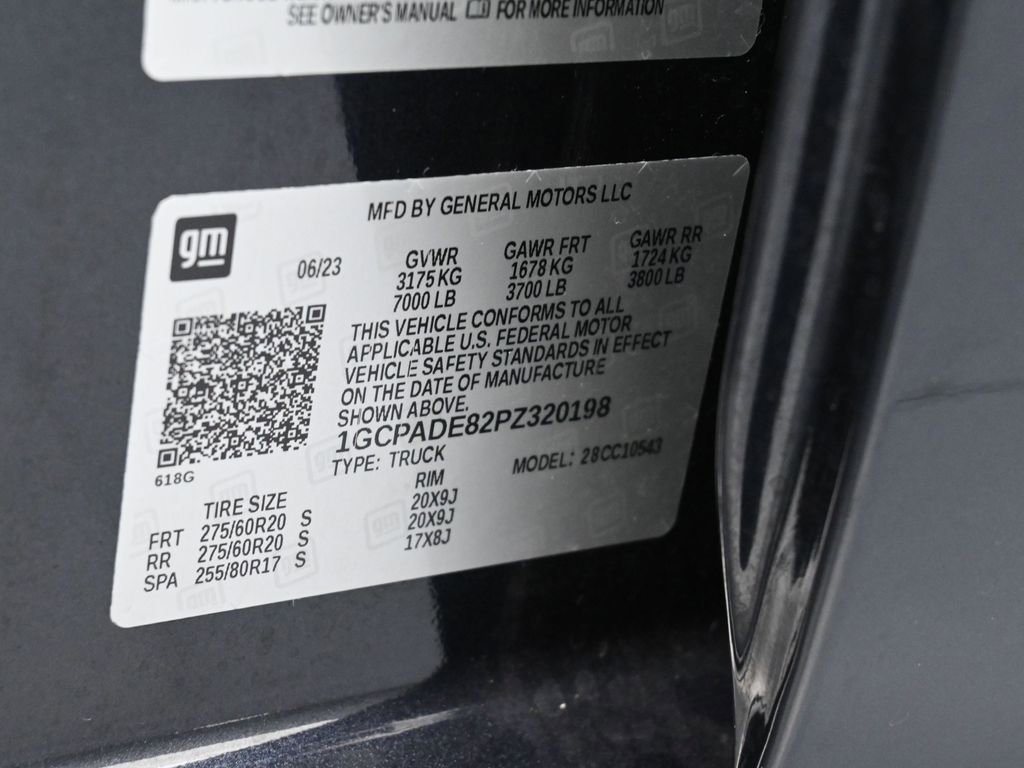 SEE OWNER'S MANUAL FOR MORE INFORMATION
MFD BY GENERAL MOTORS LLC
gm
06/23
GVWR GAWR FRT GAWR RR
3175 KG 1678 KG 1724 KG
7000 LB 3700 LB 3800 LB
THIS VEHICLE CONFORMS TO ALL
APPLICABLE U.S. FEDERAL MOTOR
VEHICLE SAFETY STANDARDS IN EFFECT
ON THE DATE OF MANUFACTURE
SHOWN ABOVE.
1GCPADE82PZ320198
TYPE: TRUCK MODEL: 28CC10543
618G
TIRE SIZE RIM
FRT 275/60R20 S 20X9J
RR 275/60R20 S 20X9J
SPA 255/80R17 S 17X8J